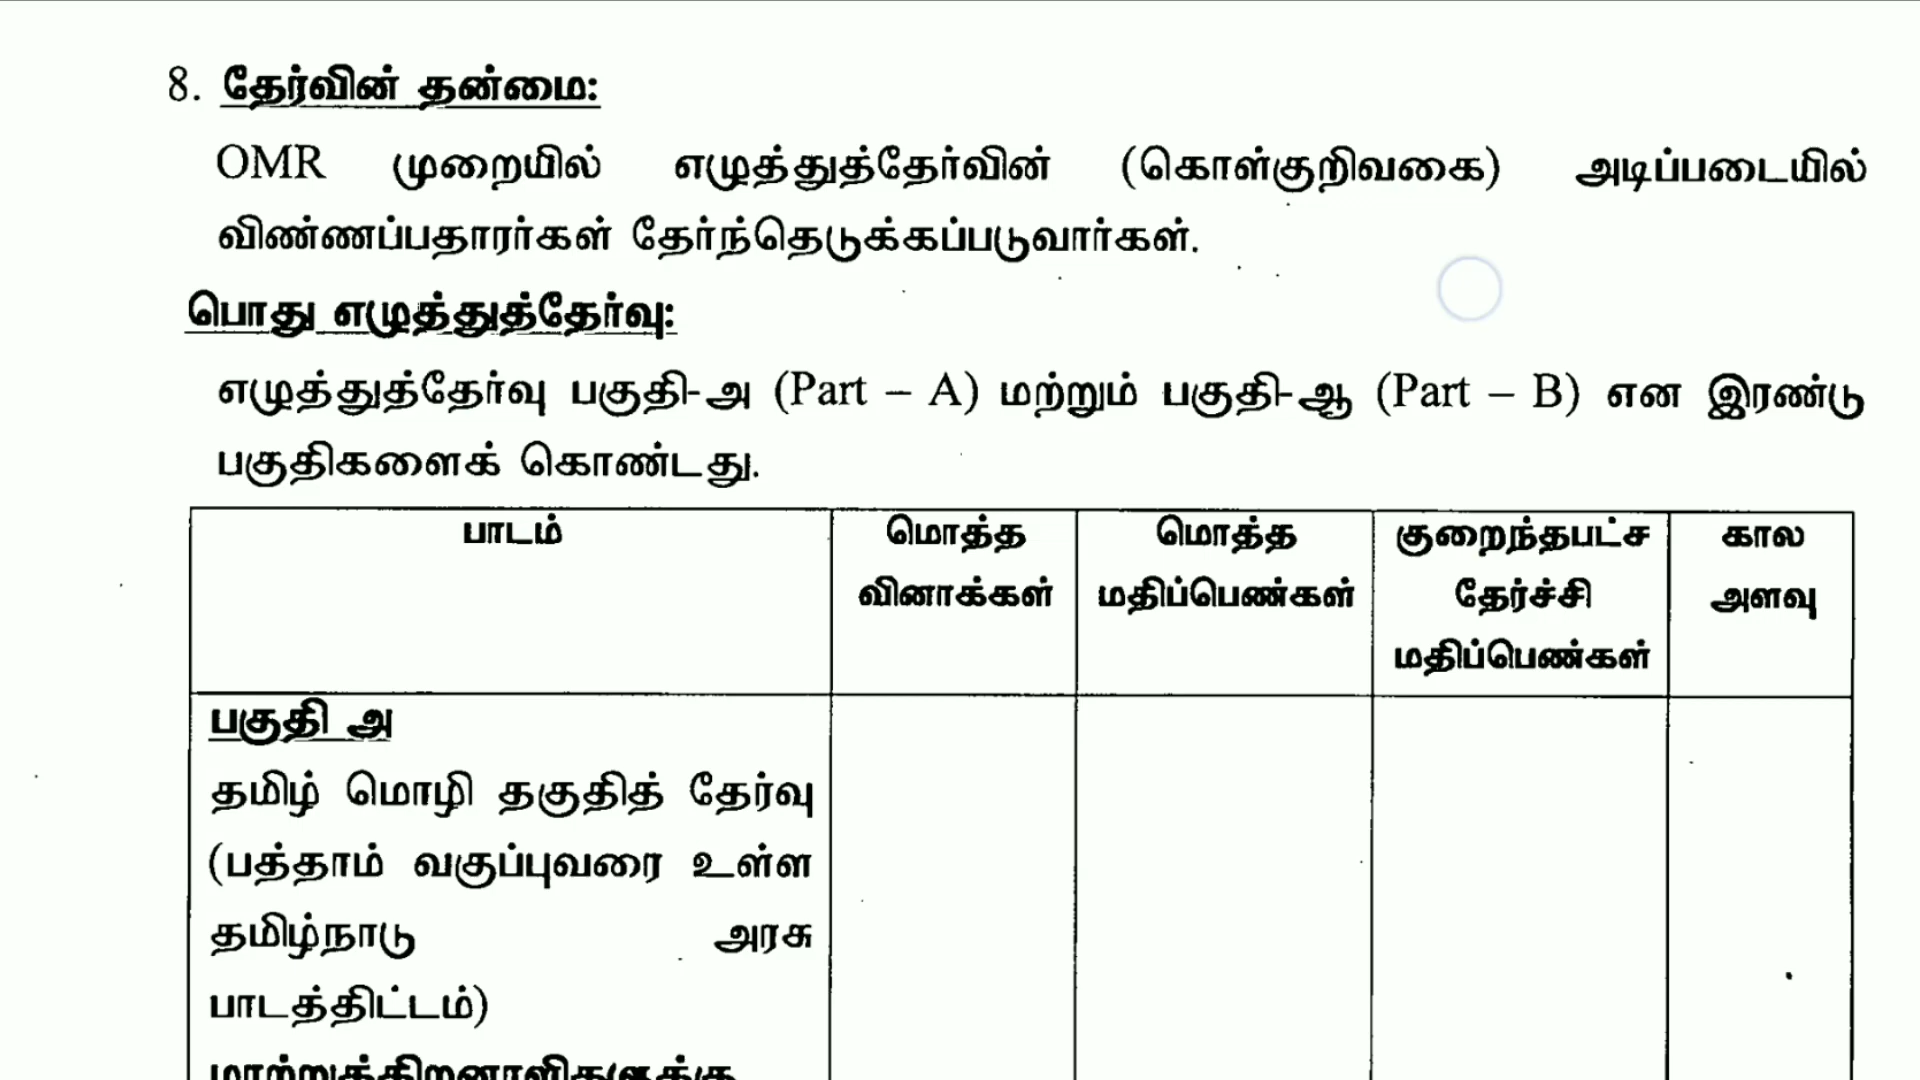 8. தேர்வின் தன்மை:
OMR முறையில் எழுத்துத்தேர்வின் (கொள்குறிவகை) அடிப்படையில்
விண்ணப்பதாரர்கள் தேர்ந்தெடுக்கப்படுவார்கள்.
பொது எழுத்துத்தேர்வு:
எழுத்துத்தேர்வு பகுதி-அ (Part – A) மற்றும் பகுதி-ஆ (Part – B) என இரண்டு
பகுதிகளைக் கொண்டது.
பாடம்
மொத்த
வினாக்கள்
மொத்த
மதிப்பெண்கள்
குறைந்தபட்ச
தேர்ச்சி
மதிப்பெண்கள்
கால
அளவு
பகுதி அ
தமிழ் மொழி தகுதித் தேர்வு
(பத்தாம் வகுப்புவரை உள்ள
தமிழ்நாடு அரசு
பாடத்திட்டம்)
மாற்றுத்திறனாளிகளுக்கு